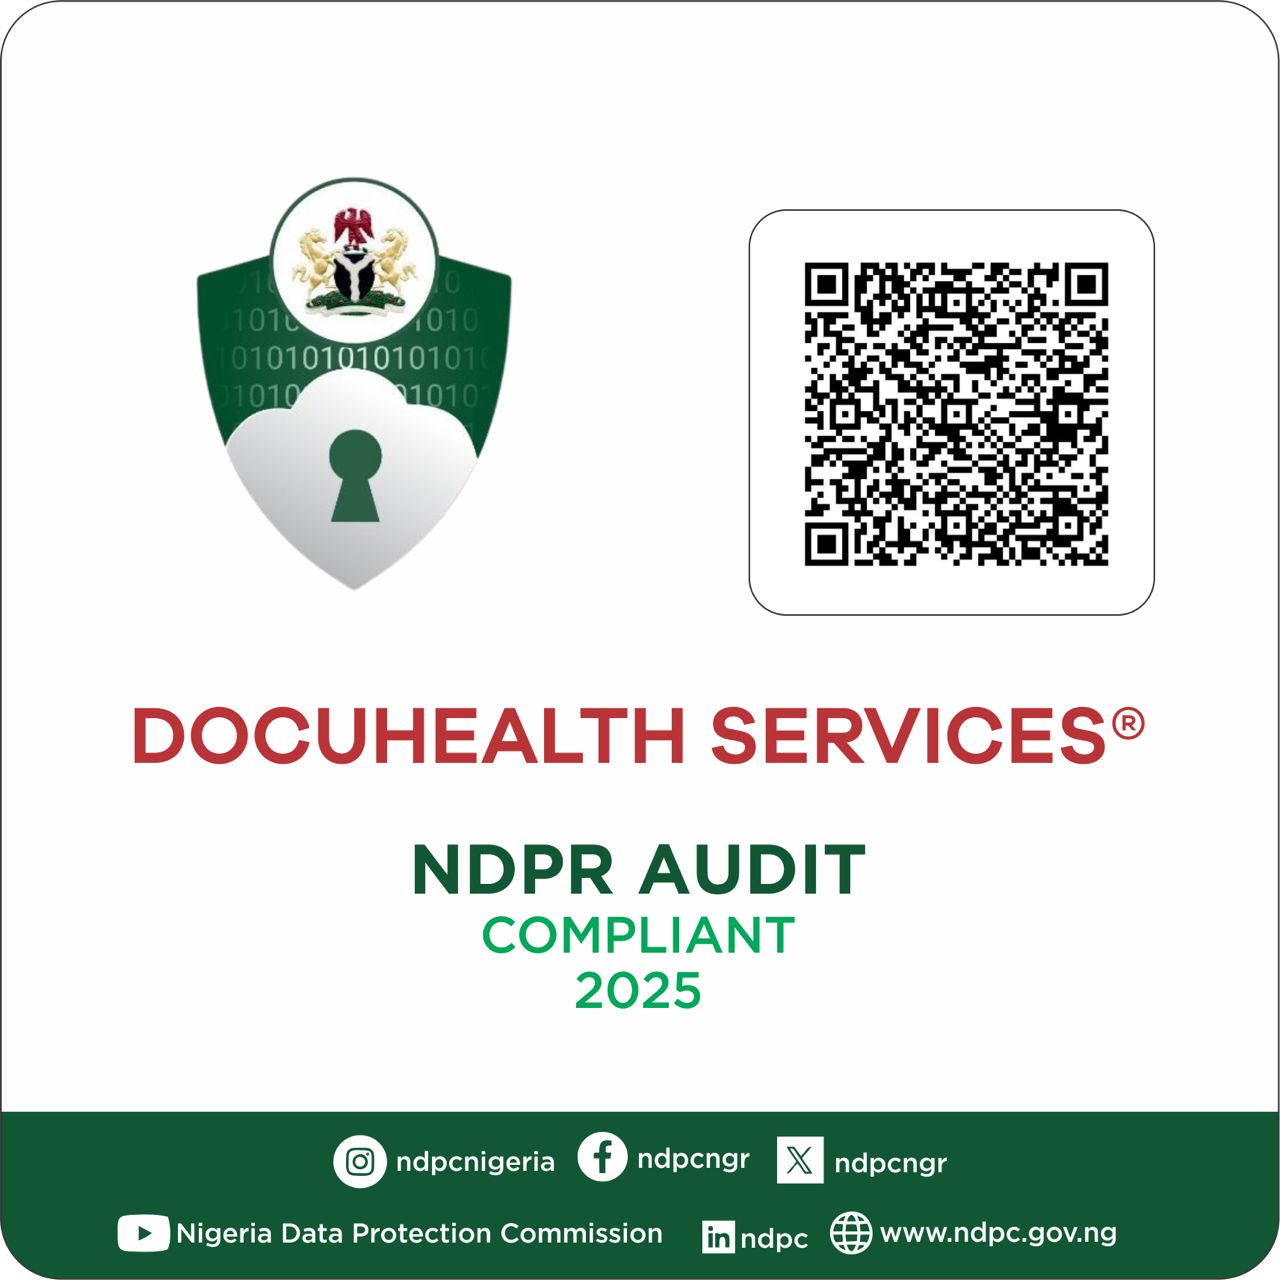 DOCUHEALTH SERVICES®
NDPR AUDIT
COMPLIANT
2025
ndpcnigeria ndpcngr ndpcngr
Nigeria Data Protection Commission ndpc www.ndpc.gov.ng